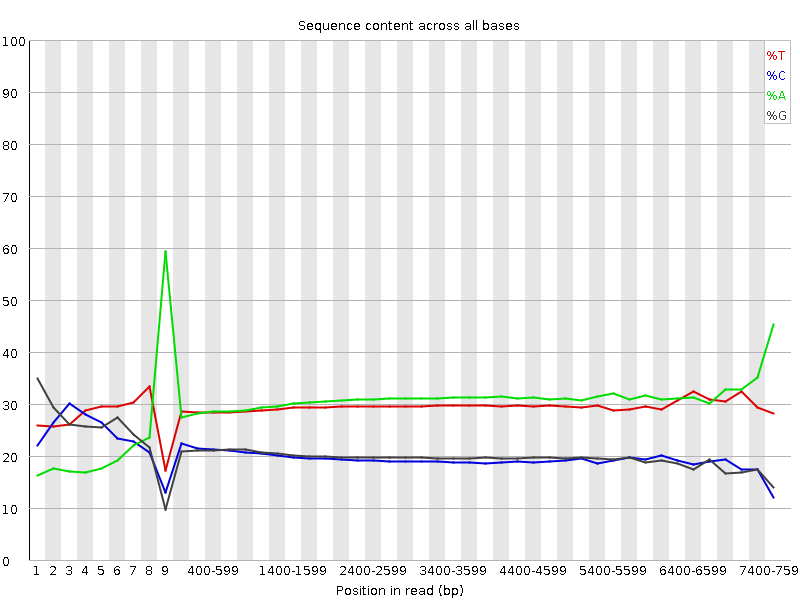 Sequence content across all bases
100
90
80
70
60
50
40
30
20
10
0
%T
%C
%A
%G
1 2 3 4 5 6 7 8 9 400-599 1400-1599 2400-2599 3400-3599 4400-4599 5400-5599 6400-6599 7400-759
Position in read (bp)